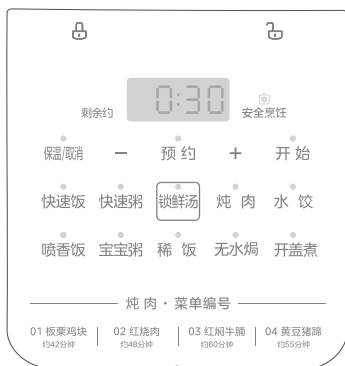 0:30
剩余约 安全烹饪
保温/取消 － 预约 + 开始
快速饭 快速粥 锁鲜汤 炖肉 水饺
喷香饭 宝宝粥 稀饭 无水焗 开盖煮
炖肉·菜单编号
01 板栗鸡块 02 红烧肉 03 红焖牛腩 04 黄豆猪蹄
约42分钟 约48分钟 约60分钟 约55分钟